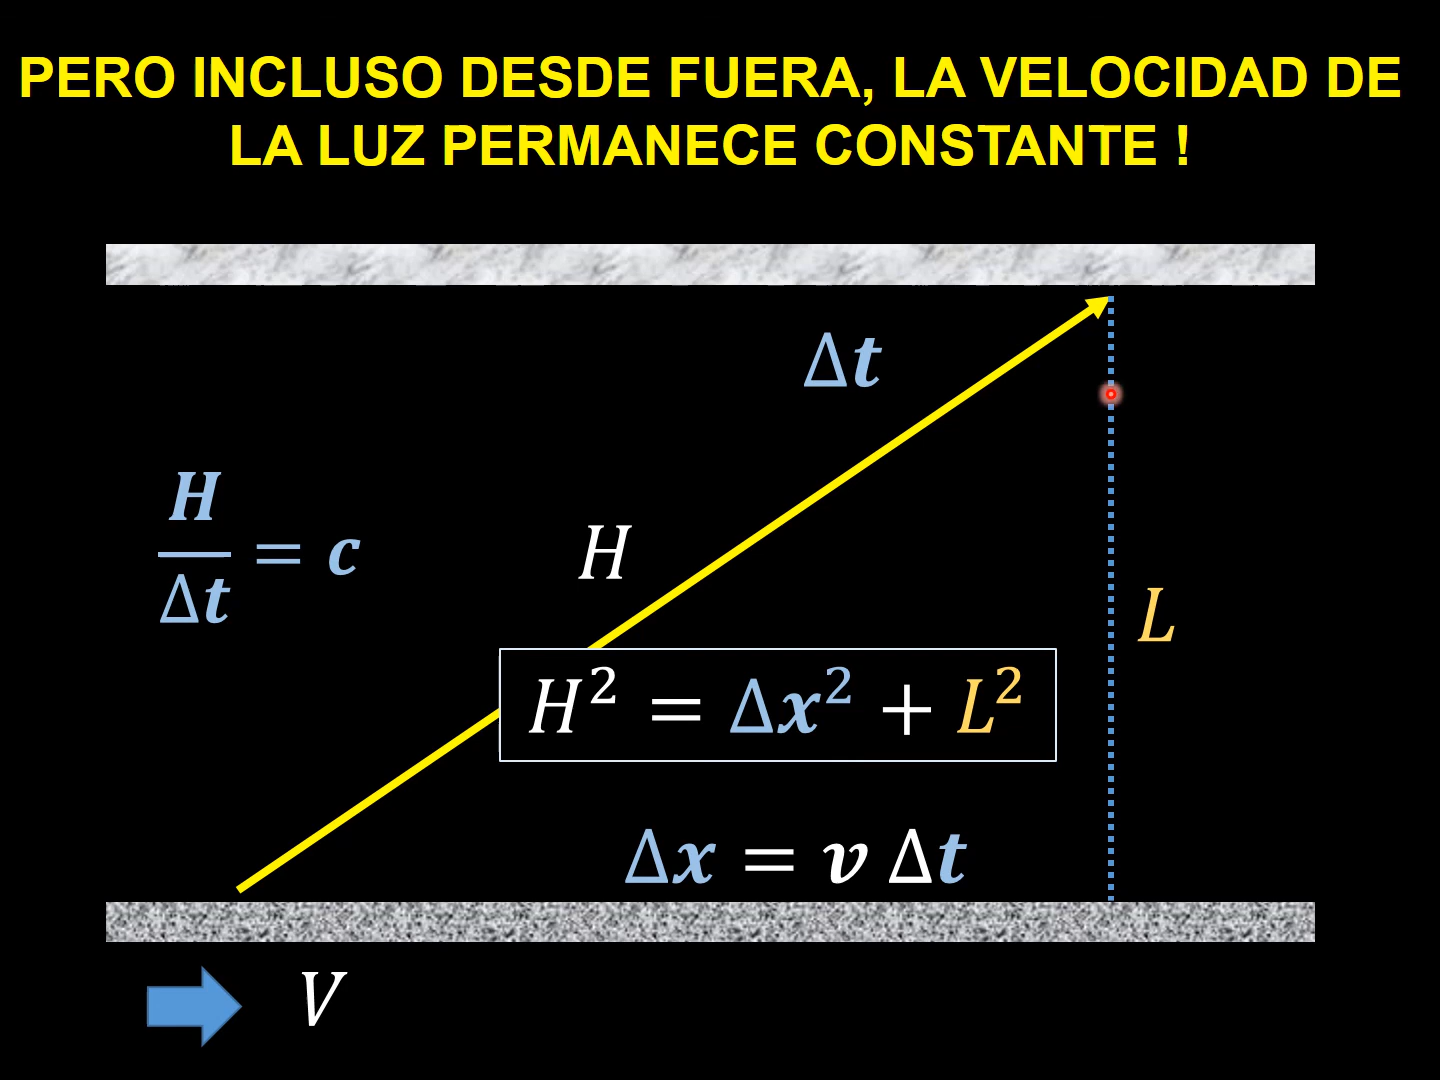 PERO INCLUSO DESDE FUERA, LA VELOCIDAD DE
LA LUZ PERMANECE CONSTANTE !
Δt
H/Δt = c
H
L
H² = Δx² + L²
Δx = v Δt
V